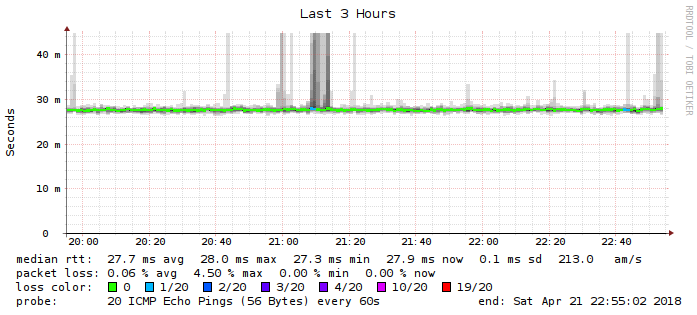 Last 3 Hours
RRDTOOL / TOBI OETIKER
Seconds
40 m
30 m
20 m
10 m
0
20:00 20:20 20:40 21:00 21:20 21:40 22:00 22:20 22:40
median rtt: 27.7 ms avg 28.0 ms max 27.3 ms min 27.9 ms now 0.1 ms sd 213.0 am/s
packet loss: 0.06 % avg 4.50 % max 0.00 % min 0.00 % now
loss color: 0 1/20 2/20 3/20 4/20 10/20 19/20
probe: 20 ICMP Echo Pings (56 Bytes) every 60s end: Sat Apr 21 22:55:02 2018